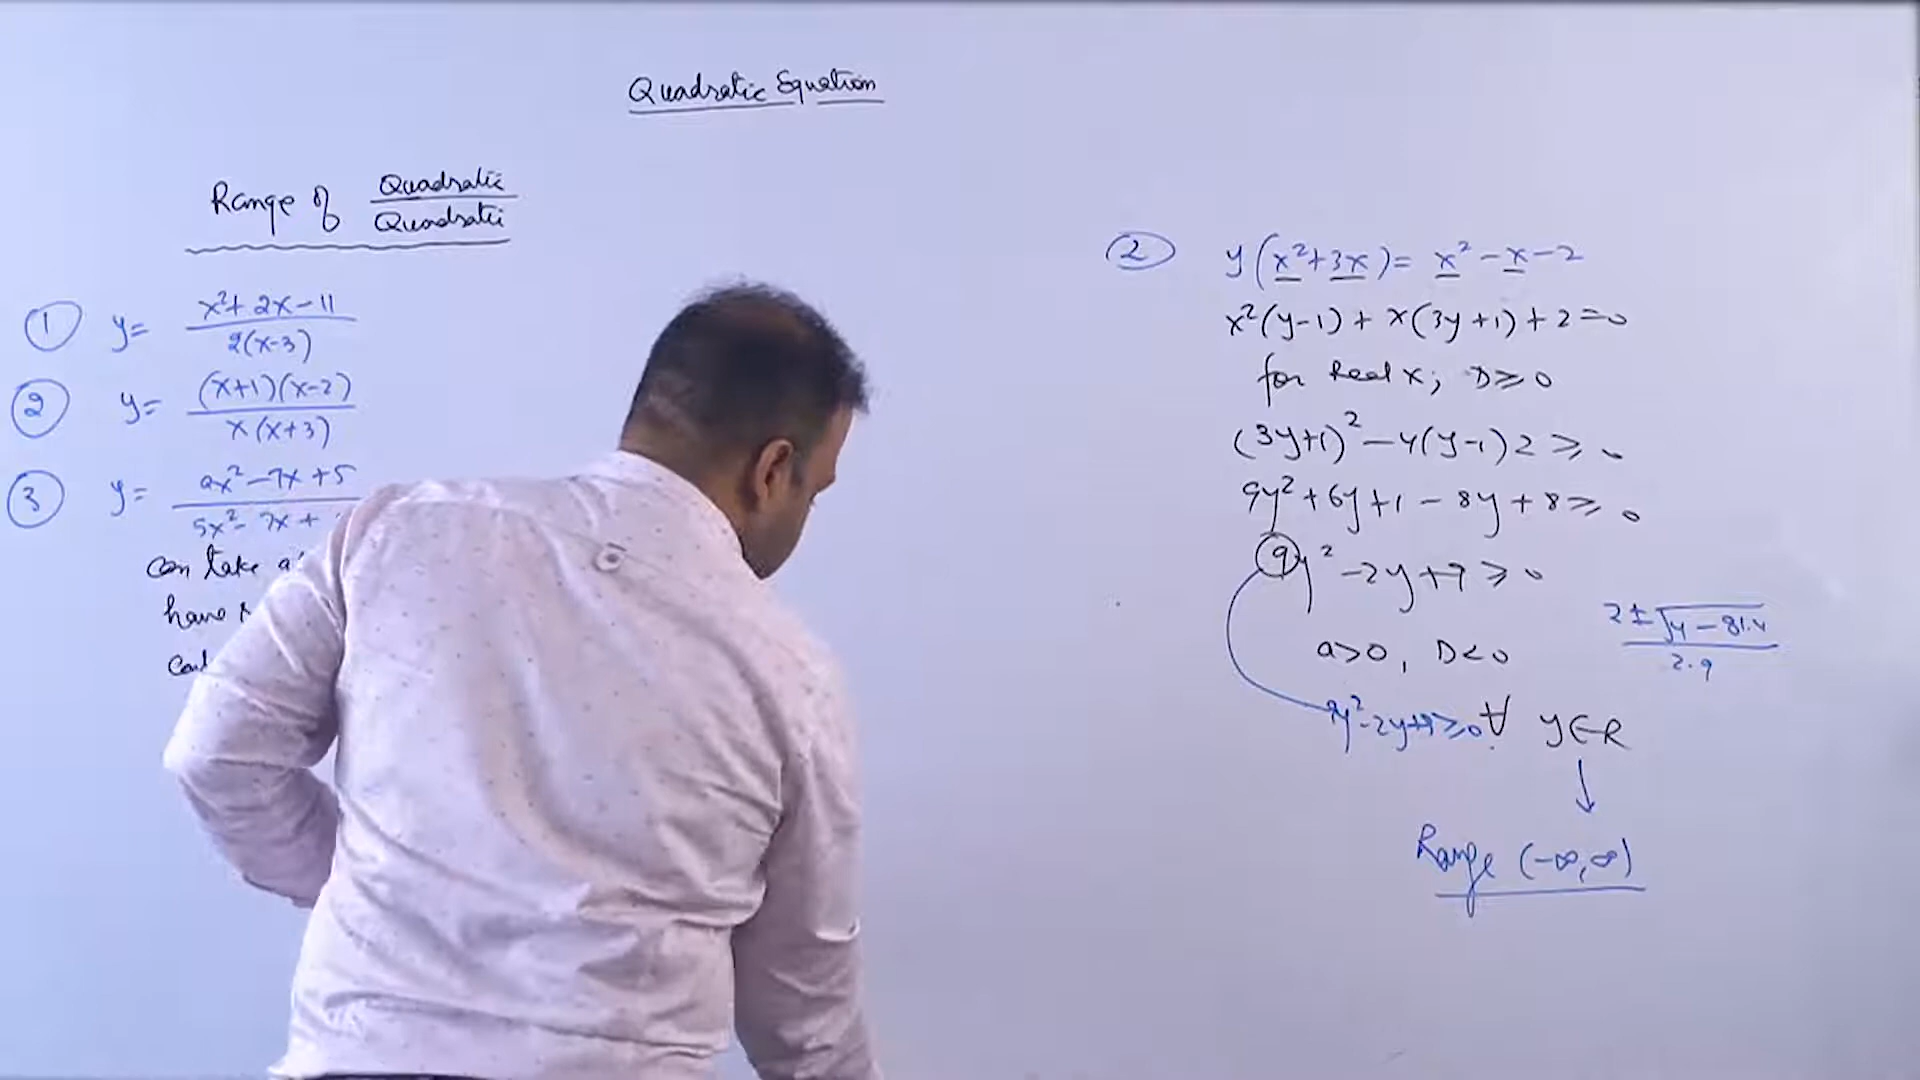 Quadratic Equation
Range of Quadratic / Quadratic
① y = (x²+2x-11) / 2(x-3)
② y = (x+1)(x-2) / x(x+3)
③ y = (ax²-7x+5) / 5x²-7x+
can take a
have
② y(x²+3x) = x²-x-2
x²(y-1) + x(3y+1) + 2 = 0
for Real x; D ≥ 0
(3y+1)² - 4(y-1)2 ≥ 0
9y²+6y+1-8y+8 ≥ 0
9y²-2y+9 ≥ 0
2±√4-81.4 / 2.9
a>0, D<0
9y²-2y+9≥0 ∀ y∈R
↓
Range (-∞,∞)